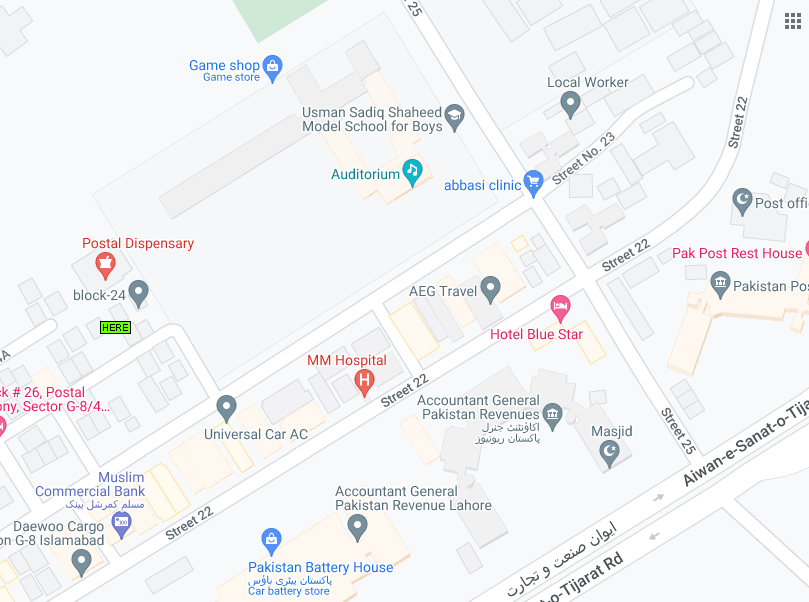 25
Game shop
Game store
Local Worker
Usman Sadiq Shaheed
Model School for Boys
Street 22
Street No. 23
Auditorium
abbasi clinic
Post offi
Postal Dispensary
Street 22
Pak Post Rest House
block-24
AEG Travel
Pakistan Pos
HERE
Hotel Blue Star
4A
MM Hospital
Street 22
ck # 26, Postal
ony, Sector G-8/4...
Accountant General
Pakistan Revenues
اکاؤنٹنٹ جنرل
پاکستان ریونیوز
Universal Car AC
Street 25
Masjid
Aiwan-e-Sanat-o-Tija
Muslim
Commercial Bank
مسلم کمرشل بینک
Accountant General
Pakistan Revenue Lahore
Street 22
Daewoo Cargo
on G-8 Islamabad
ایوان صنعت و تجارت
-o-Tijarat Rd
Pakistan Battery House
پاکستان بیٹری ہاؤس
Car battery store